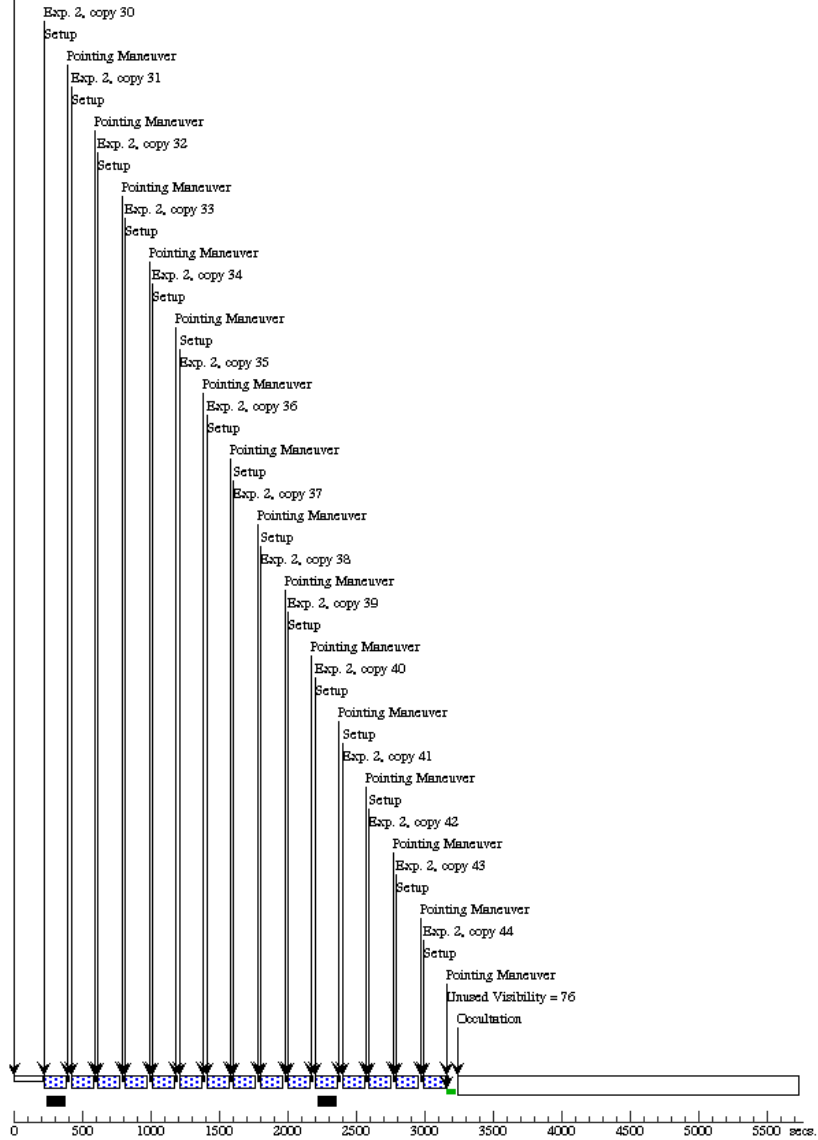 Exp. 2, copy 30
Setup
Pointing Maneuver
Exp. 2, copy 31
Setup
Pointing Maneuver
Exp. 2, copy 32
Setup
Pointing Maneuver
Exp. 2, copy 33
Setup
Pointing Maneuver
Exp. 2, copy 34
Setup
Pointing Maneuver
Setup
Exp. 2, copy 35
Pointing Maneuver
Exp. 2, copy 36
Setup
Pointing Maneuver
Setup
Exp. 2, copy 37
Pointing Maneuver
Setup
Exp. 2, copy 38
Pointing Maneuver
Exp. 2, copy 39
Setup
Pointing Maneuver
Exp. 2, copy 40
Setup
Pointing Maneuver
Setup
Exp. 2, copy 41
Pointing Maneuver
Setup
Exp. 2, copy 42
Pointing Maneuver
Exp. 2, copy 43
Setup
Pointing Maneuver
Exp. 2, copy 44
Setup
Pointing Maneuver
Unused Visibility = 76
Occultation
0 500 1000 1500 2000 2500 3000 3500 4000 4500 5000 5500 secs.